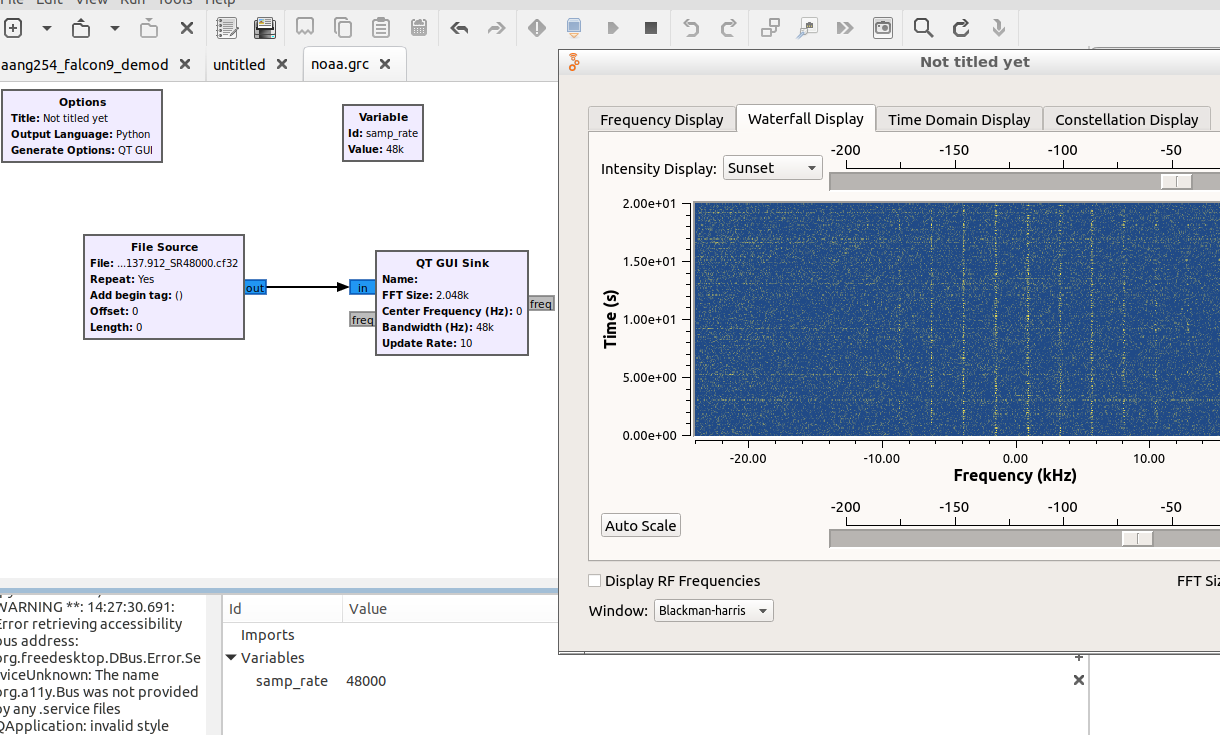 File Edit View Run Tools Help
aang254_falcon9_demod
untitled
noaa.grc
Options
Title: Not titled yet
Output Language: Python
Generate Options: QT GUI
Variable
Id: samp_rate
Value: 48k
File Source
File: ...137.912_SR48000.cf32
Repeat: Yes
Add begin tag: ()
Offset: 0
Length: 0
out
in
freq
QT GUI Sink
Name:
FFT Size: 2.048k
Center Frequency (Hz): 0
Bandwidth (Hz): 48k
Update Rate: 10
freq
Not titled yet
Frequency Display
Waterfall Display
Time Domain Display
Constellation Display
Intensity Display:
Sunset
-200 -150 -100 -50
2.00e+01
1.50e+01
1.00e+01
5.00e+00
0.00e+00
Time (s)
-20.00 -10.00 0.00 10.00
Frequency (kHz)
-200 -150 -100 -50
Auto Scale
Display RF Frequencies
FFT Siz
Window:
Blackman-harris
WARNING **: 14:27:30.691:
Error retrieving accessibility
bus address:
org.freedesktop.DBus.Error.Se
rviceUnknown: The name
org.a11y.Bus was not provided
by any .service files
QApplication: invalid style
Id Value
Imports
Variables
samp_rate 48000